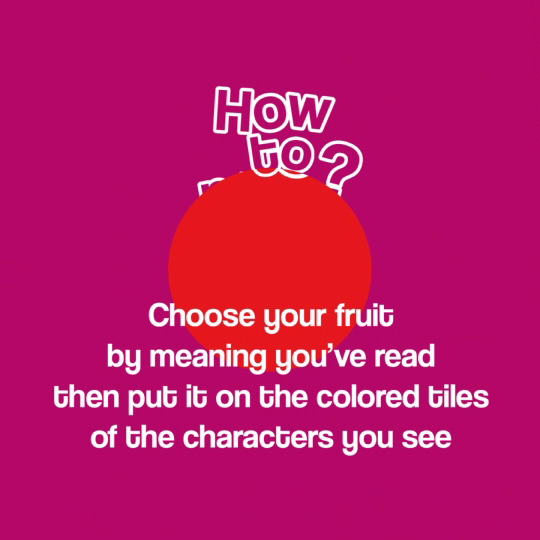 How
to?
Choose your fruit
by meaning you've read
then put it on the colored tiles
of the characters you see